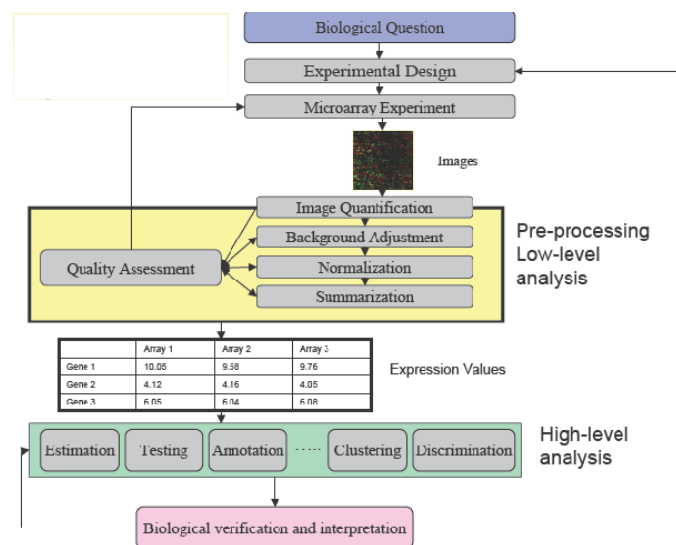 Biological Question
Experimental Design
Microarray Experiment
Images
Image Quantification
Background Adjustment
Quality Assessment
Normalization
Summarization
Pre-processing
Low-level
analysis
Array 1 Array 2 Array 3
Gene 1 10.05 9.58 9.76
Gene 2 4.12 4.16 4.05
Gene 3 6.05 6.04 6.08
Expression Values
Estimation Testing Annotation ..... Clustering Discrimination
High-level
analysis
Biological verification and interpretation